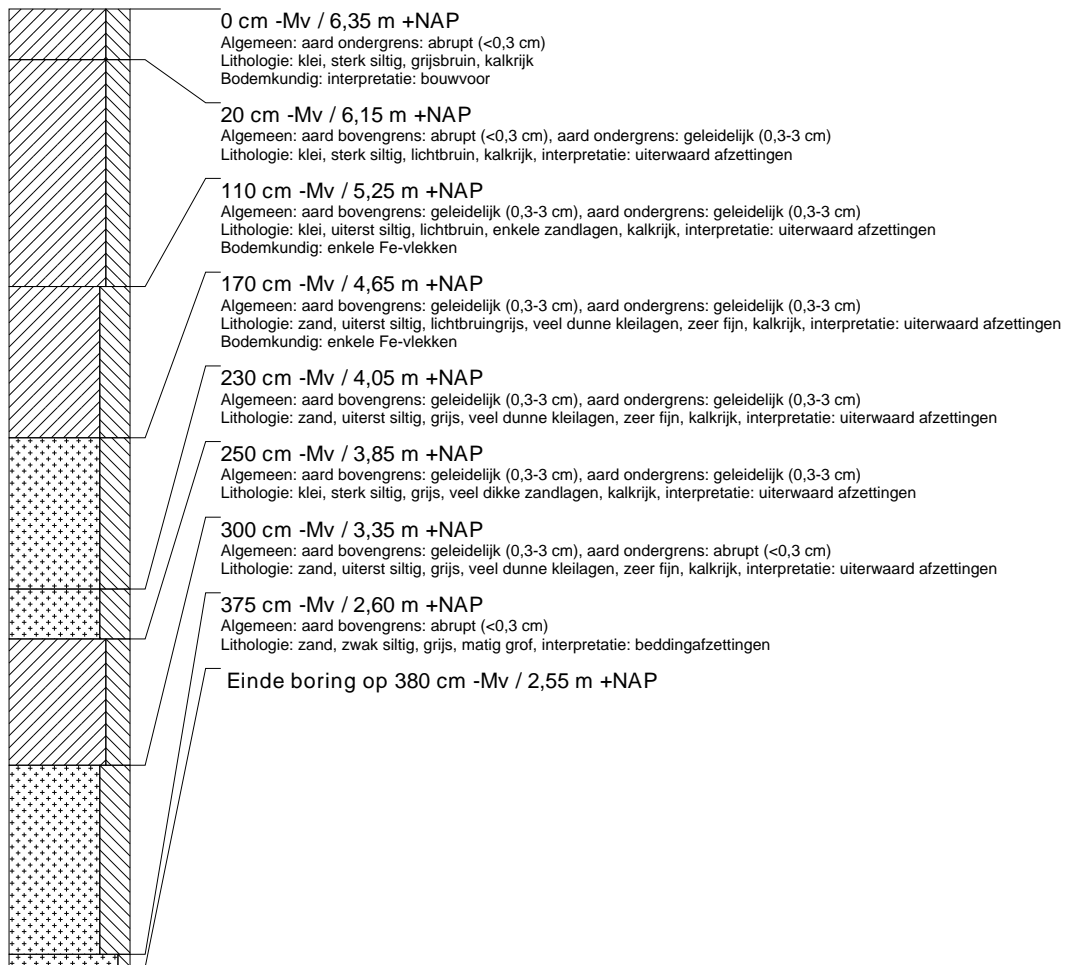 0 cm -Mv / 6,35 m +NAP
Algemeen: aard ondergrens: abrupt (<0,3 cm)
Lithologie: klei, sterk siltig, grijsbruin, kalkrijk
Bodemkundig: interpretatie: bouwvoor
20 cm -Mv / 6,15 m +NAP
Algemeen: aard bovengrens: abrupt (<0,3 cm), aard ondergrens: geleidelijk (0,3-3 cm)
Lithologie: klei, sterk siltig, lichtbruin, kalkrijk, interpretatie: uiterwaard afzettingen
110 cm -Mv / 5,25 m +NAP
Algemeen: aard bovengrens: geleidelijk (0,3-3 cm), aard ondergrens: geleidelijk (0,3-3 cm)
Lithologie: klei, uiterst siltig, lichtbruin, enkele zandlagen, kalkrijk, interpretatie: uiterwaard afzettingen
Bodemkundig: enkele Fe-vlekken
170 cm -Mv / 4,65 m +NAP
Algemeen: aard bovengrens: geleidelijk (0,3-3 cm), aard ondergrens: geleidelijk (0,3-3 cm)
Lithologie: zand, uiterst siltig, lichtbruingrijs, veel dunne kleilagen, zeer fijn, kalkrijk, interpretatie: uiterwaard afzettingen
Bodemkundig: enkele Fe-vlekken
230 cm -Mv / 4,05 m +NAP
Algemeen: aard bovengrens: geleidelijk (0,3-3 cm), aard ondergrens: geleidelijk (0,3-3 cm)
Lithologie: zand, uiterst siltig, grijs, veel dunne kleilagen, zeer fijn, kalkrijk, interpretatie: uiterwaard afzettingen
250 cm -Mv / 3,85 m +NAP
Algemeen: aard bovengrens: geleidelijk (0,3-3 cm), aard ondergrens: geleidelijk (0,3-3 cm)
Lithologie: klei, sterk siltig, grijs, veel dikke zandlagen, kalkrijk, interpretatie: uiterwaard afzettingen
300 cm -Mv / 3,35 m +NAP
Algemeen: aard bovengrens: geleidelijk (0,3-3 cm), aard ondergrens: abrupt (<0,3 cm)
Lithologie: zand, uiterst siltig, grijs, veel dunne kleilagen, zeer fijn, kalkrijk, interpretatie: uiterwaard afzettingen
375 cm -Mv / 2,60 m +NAP
Algemeen: aard bovengrens: abrupt (<0,3 cm)
Lithologie: zand, zwak siltig, grijs, matig grof, interpretatie: beddingafzettingen
Einde boring op 380 cm -Mv / 2,55 m +NAP